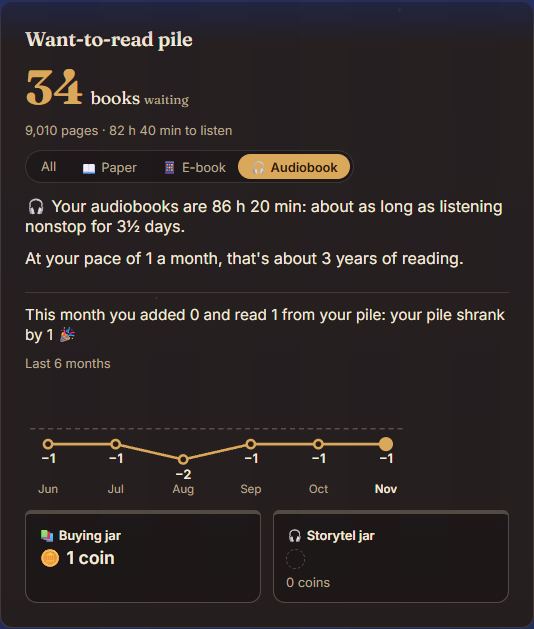 Want-to-read pile
34 books waiting
9,010 pages · 82 h 40 min to listen
All Paper E-book Audiobook
Your audiobooks are 86 h 20 min: about as long as listening
nonstop for 3½ days.
At your pace of 1 a month, that's about 3 years of reading.
This month you added 0 and read 1 from your pile: your pile shrank
by 1 🎉
Last 6 months
−1 −1 −2 −1 −1 −1
Jun Jul Aug Sep Oct Nov
Buying jar
1 coin
Storytel jar
0 coins